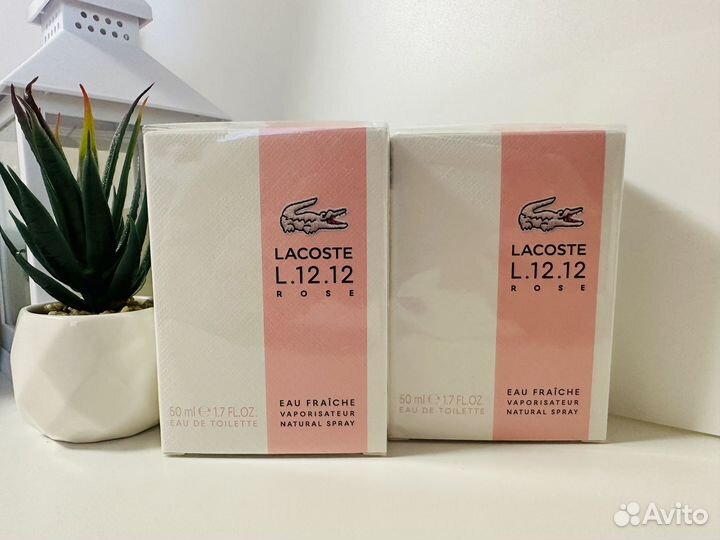 LACOSTE
L.12.12
ROSE
EAU FRAÎCHE
VAPORISATEUR
NATURAL SPRAY
50 ml e 1.7 FL.OZ.
EAU DE TOILETTE
LACOSTE
L.12.12
ROSE
EAU FRAÎCHE
VAPORISATEUR
NATURAL SPRAY
50 ml e 1.7 FL.OZ.
EAU DE TOILETTE
Avito